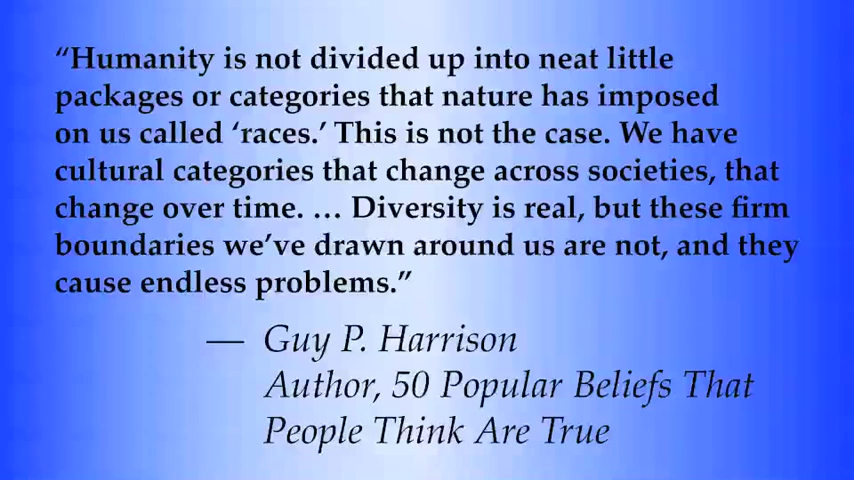 “Humanity is not divided up into neat little
packages or categories that nature has imposed
on us called ‘races.’ This is not the case. We have
cultural categories that change across societies, that
change over time. … Diversity is real, but these firm
boundaries we’ve drawn around us are not, and they
cause endless problems.”
— Guy P. Harrison
Author, 50 Popular Beliefs That
People Think Are True